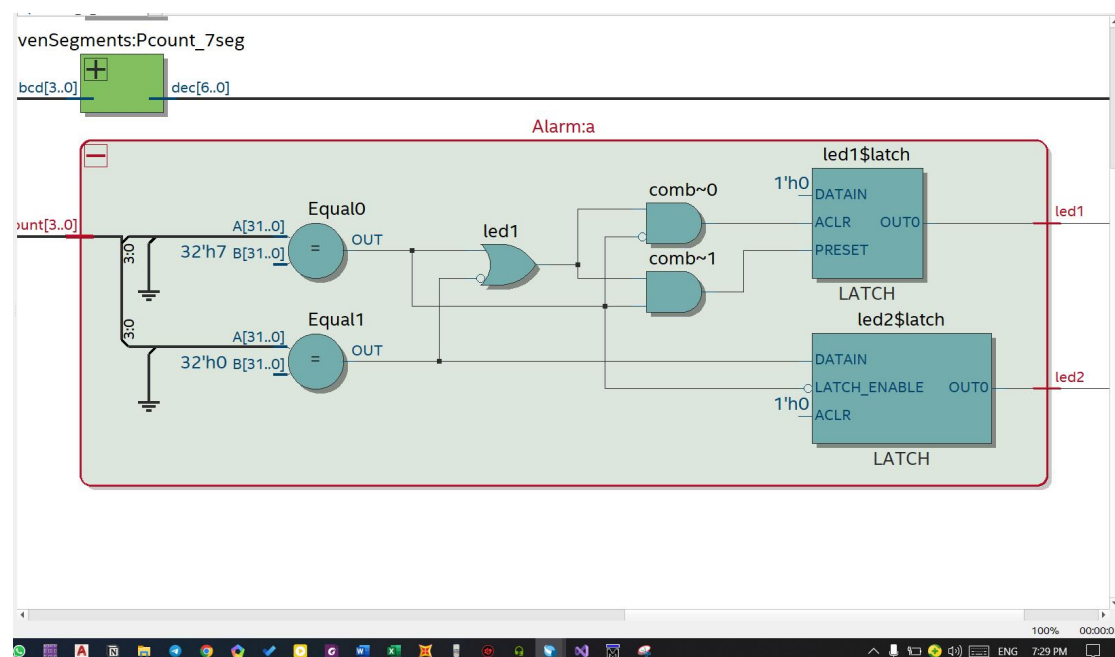 venSegments:Pcount_7seg
bcd[3..0]
dec[6..0]
Alarm:a
led1$latch
1'h0
DATAIN
comb~0
ount[3..0]
Equal0
A[31..0]
OUT
led1
ACLR
OUT0
led1
3:0
32'h7 B[31..0]
comb~1
PRESET
LATCH
Equal1
led2$latch
3:0
A[31..0]
OUT
32'h0 B[31..0]
DATAIN
LATCH_ENABLE
OUT0
led2
1'h0
ACLR
LATCH
100%
00:00:0
ENG
7:29 PM